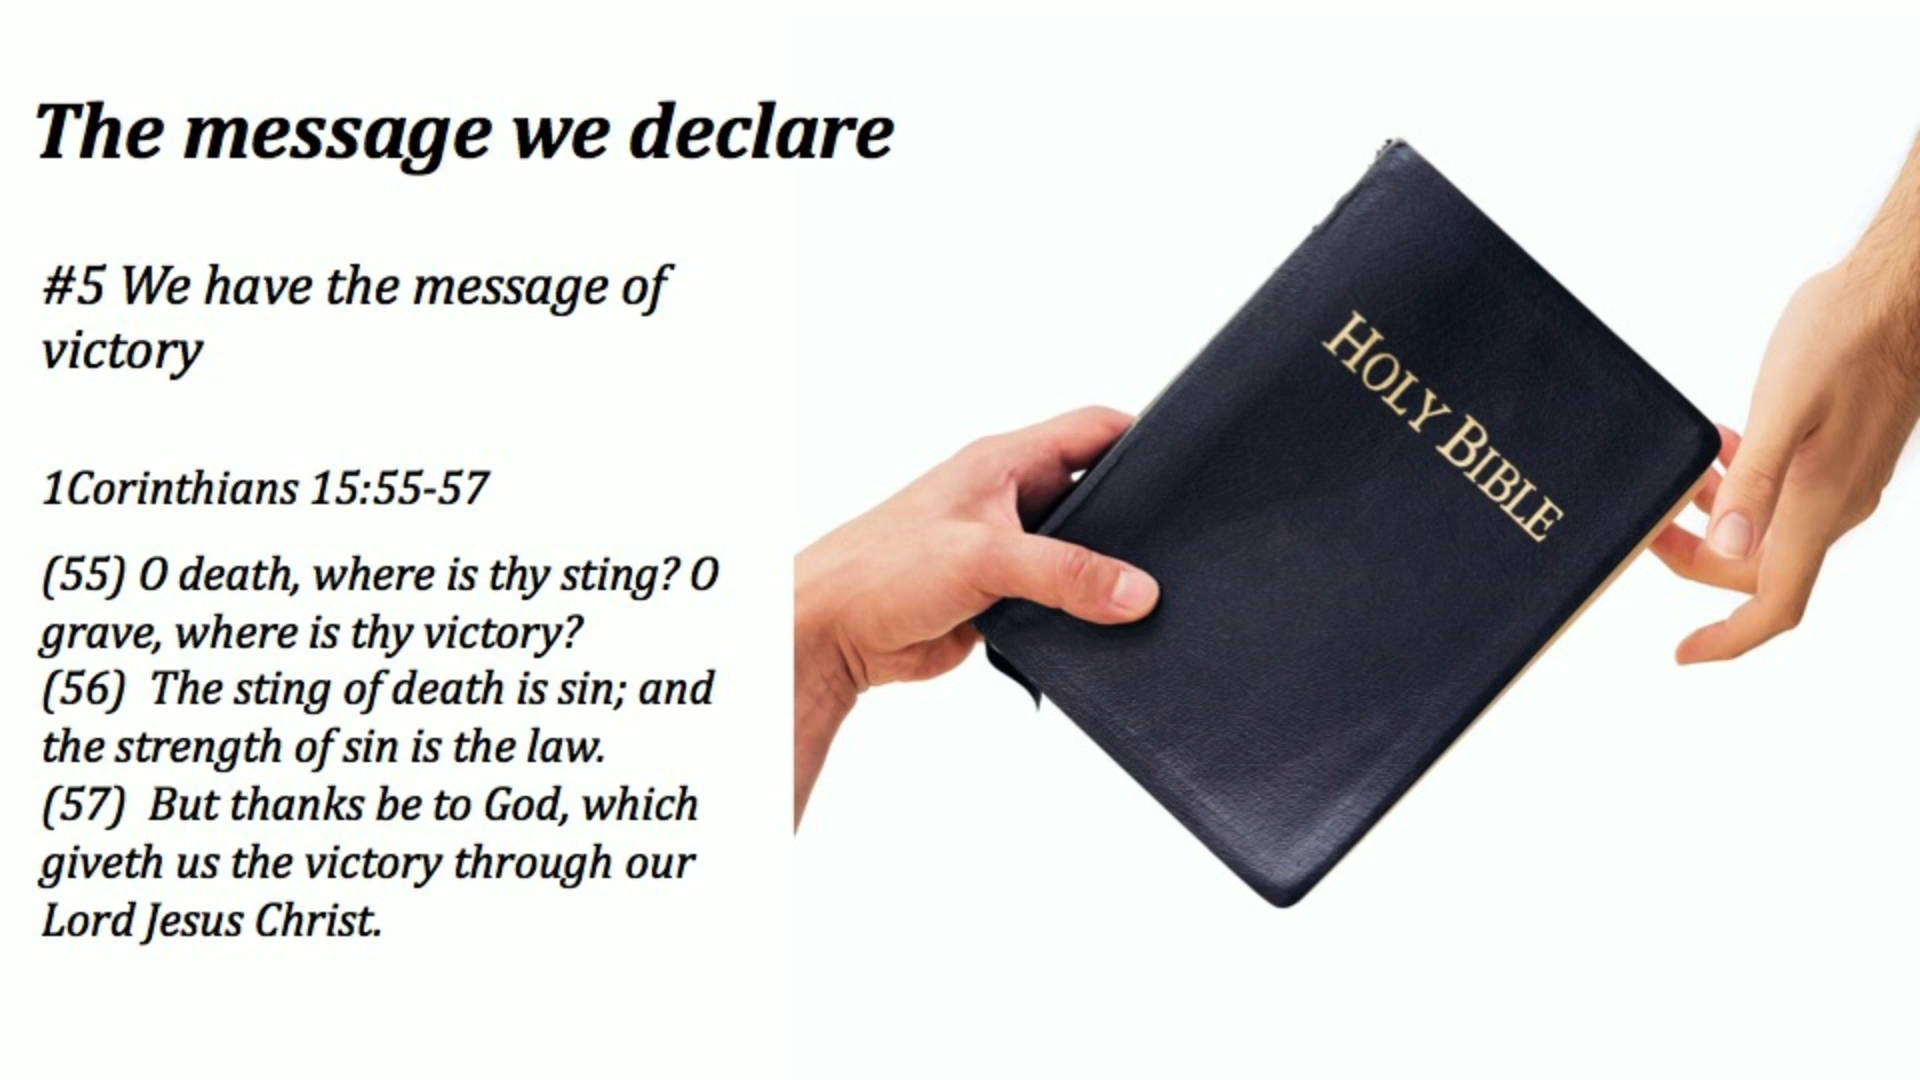 The message we declare
#5 We have the message of
victory
1Corinthians 15:55-57
(55) O death, where is thy sting? O
grave, where is thy victory?
(56)  The sting of death is sin; and
the strength of sin is the law.
(57)  But thanks be to God, which
giveth us the victory through our
Lord Jesus Christ.
HOLY BIBLE